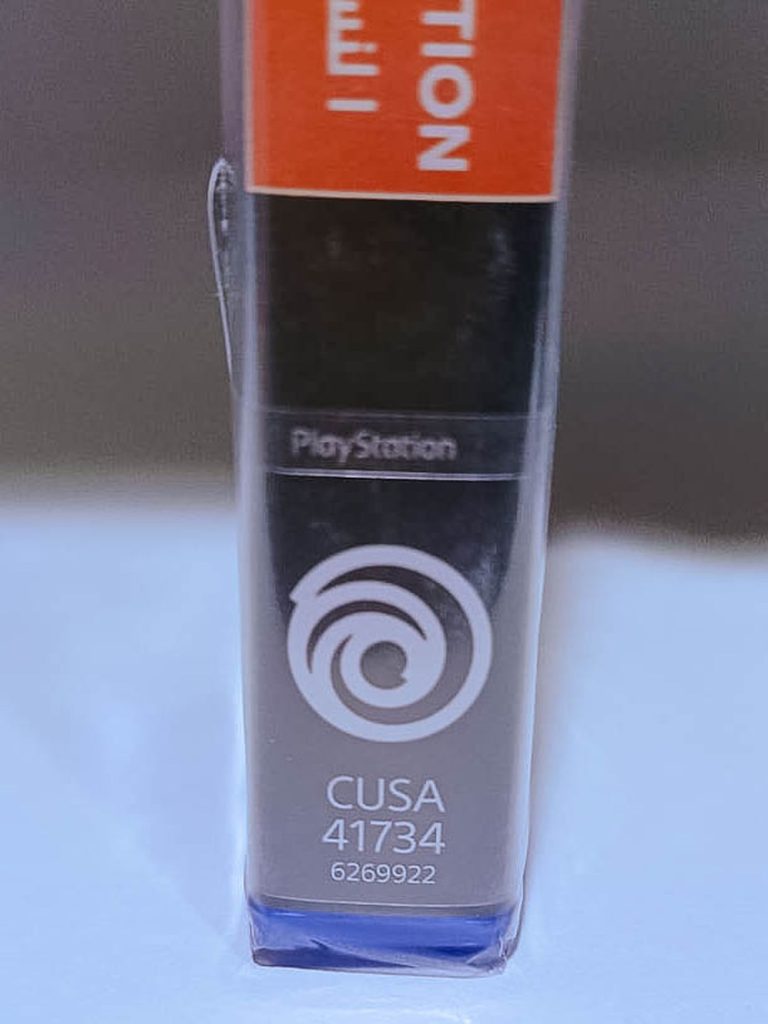 TION
PlayStation
CUSA
41734
6269922